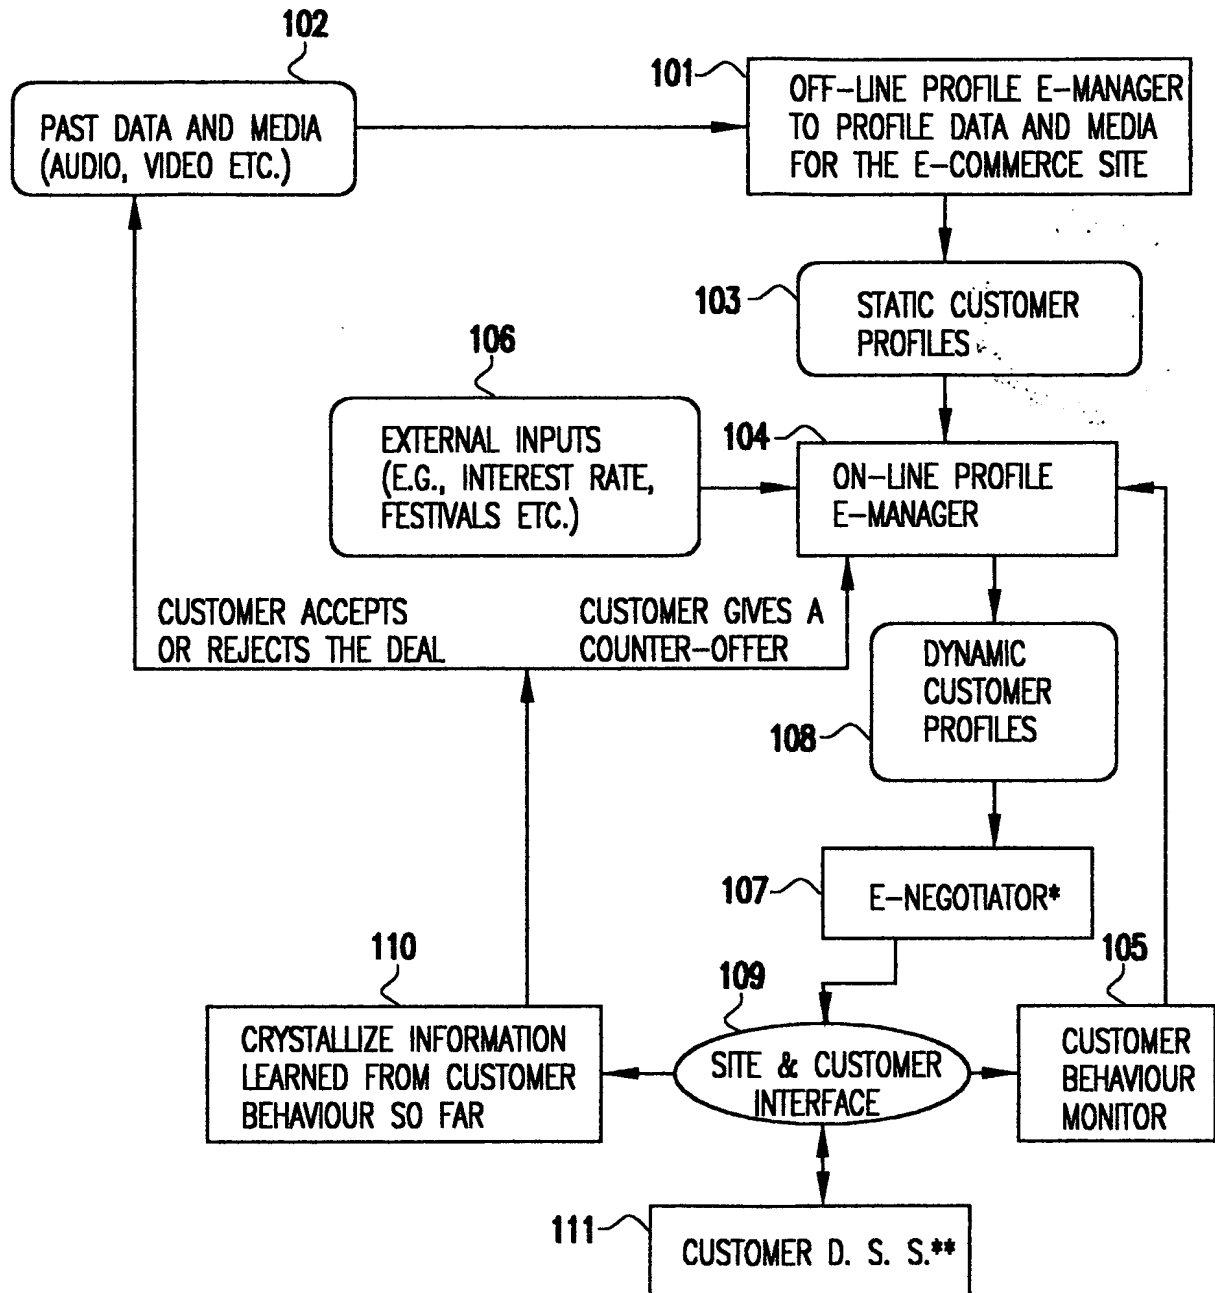 102
PAST DATA AND MEDIA
(AUDIO, VIDEO ETC.)
101
OFF-LINE PROFILE E-MANAGER
TO PROFILE DATA AND MEDIA
FOR THE E-COMMERCE SITE
103
STATIC CUSTOMER
PROFILES
106
EXTERNAL INPUTS
(E.G., INTEREST RATE,
FESTIVALS ETC.)
104
ON-LINE PROFILE
E-MANAGER
CUSTOMER ACCEPTS
OR REJECTS THE DEAL
CUSTOMER GIVES A
COUNTER-OFFER
DYNAMIC
CUSTOMER
PROFILES
108
107
E-NEGOTIATOR*
110
CRYSTALLIZE INFORMATION
LEARNED FROM CUSTOMER
BEHAVIOUR SO FAR
109
SITE & CUSTOMER
INTERFACE
105
CUSTOMER
BEHAVIOUR
MONITOR
111
CUSTOMER D. S. S.**